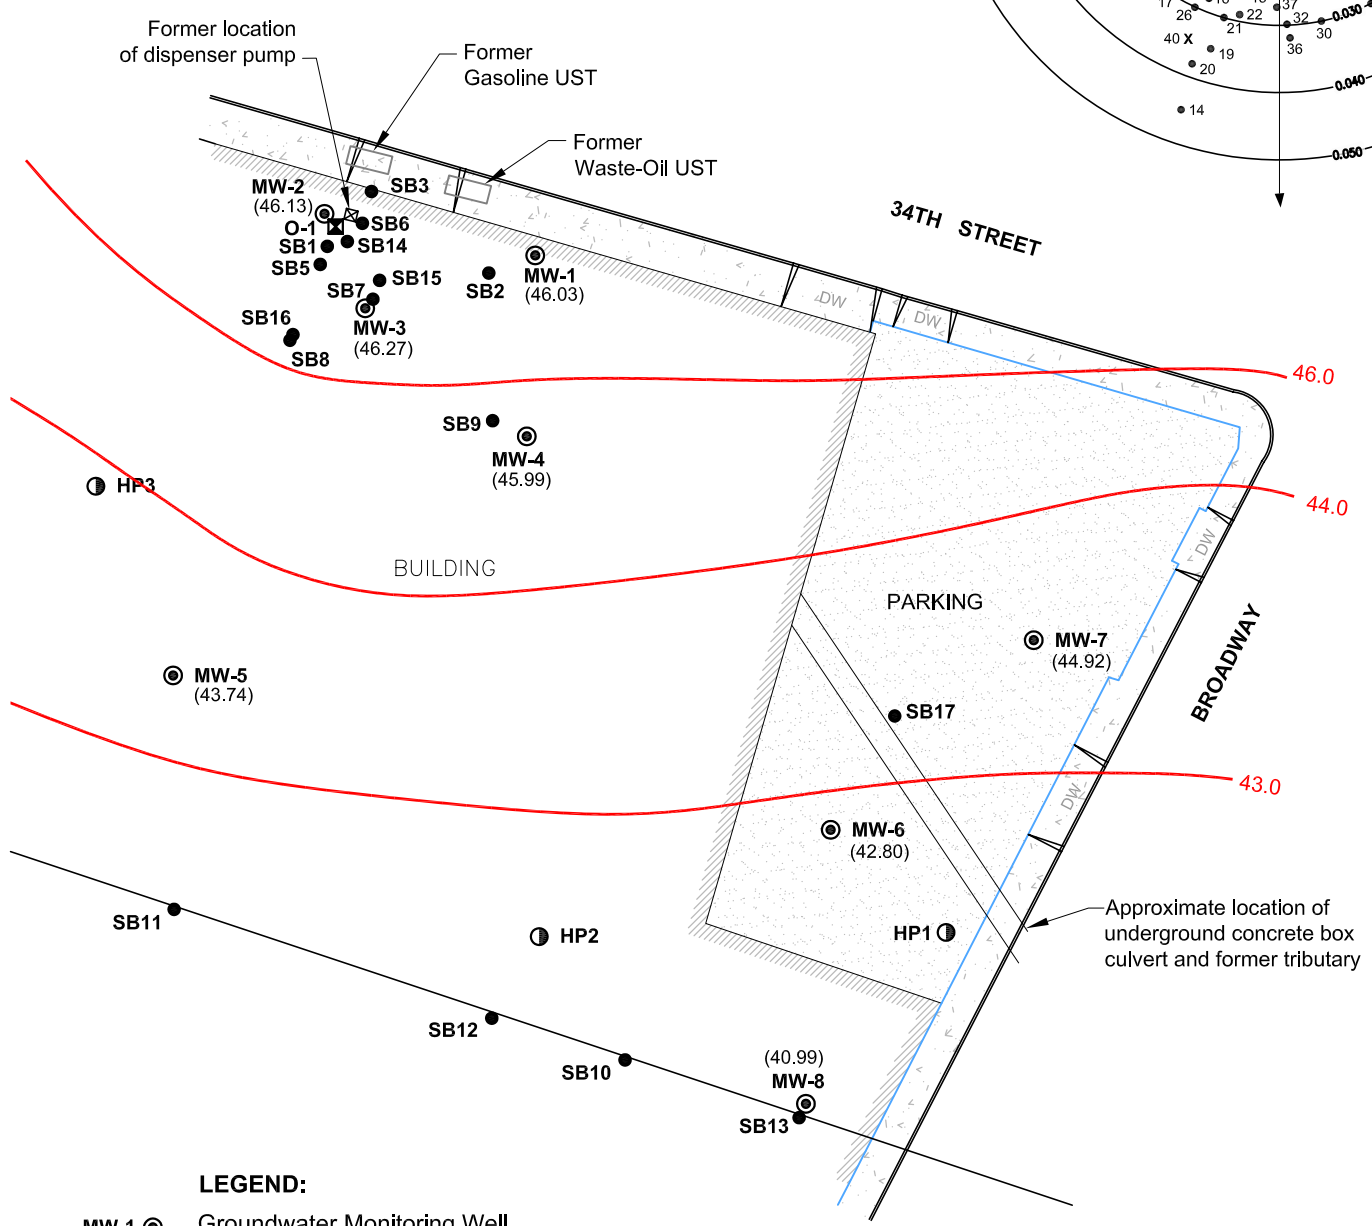 Former location
of dispenser pump
Former
Gasoline UST
Former
Waste-Oil UST
17
26
21
22
37
32
30
36
40 X
19
20
14
0.030
0.040
0.050
34TH STREET
MW-2
(46.13)
SB3
O-1
SB6
SB1
SB14
SB5
SB15
SB7
SB2
MW-1
(46.03)
MW-3
(46.27)
SB16
SB8
DW
DW
46.0
SB9
MW-4
(45.99)
HP3
44.0
BUILDING
DW
PARKING
MW-7
(44.92)
BROADWAY
MW-5
(43.74)
SB17
43.0
DW
MW-6
(42.80)
SB11
HP2
HP1
Approximate location of
underground concrete box
culvert and former tributary
SB12
SB10
(40.99)
MW-8
SB13
LEGEND:
MW-1 Groundwater Monitoring Well